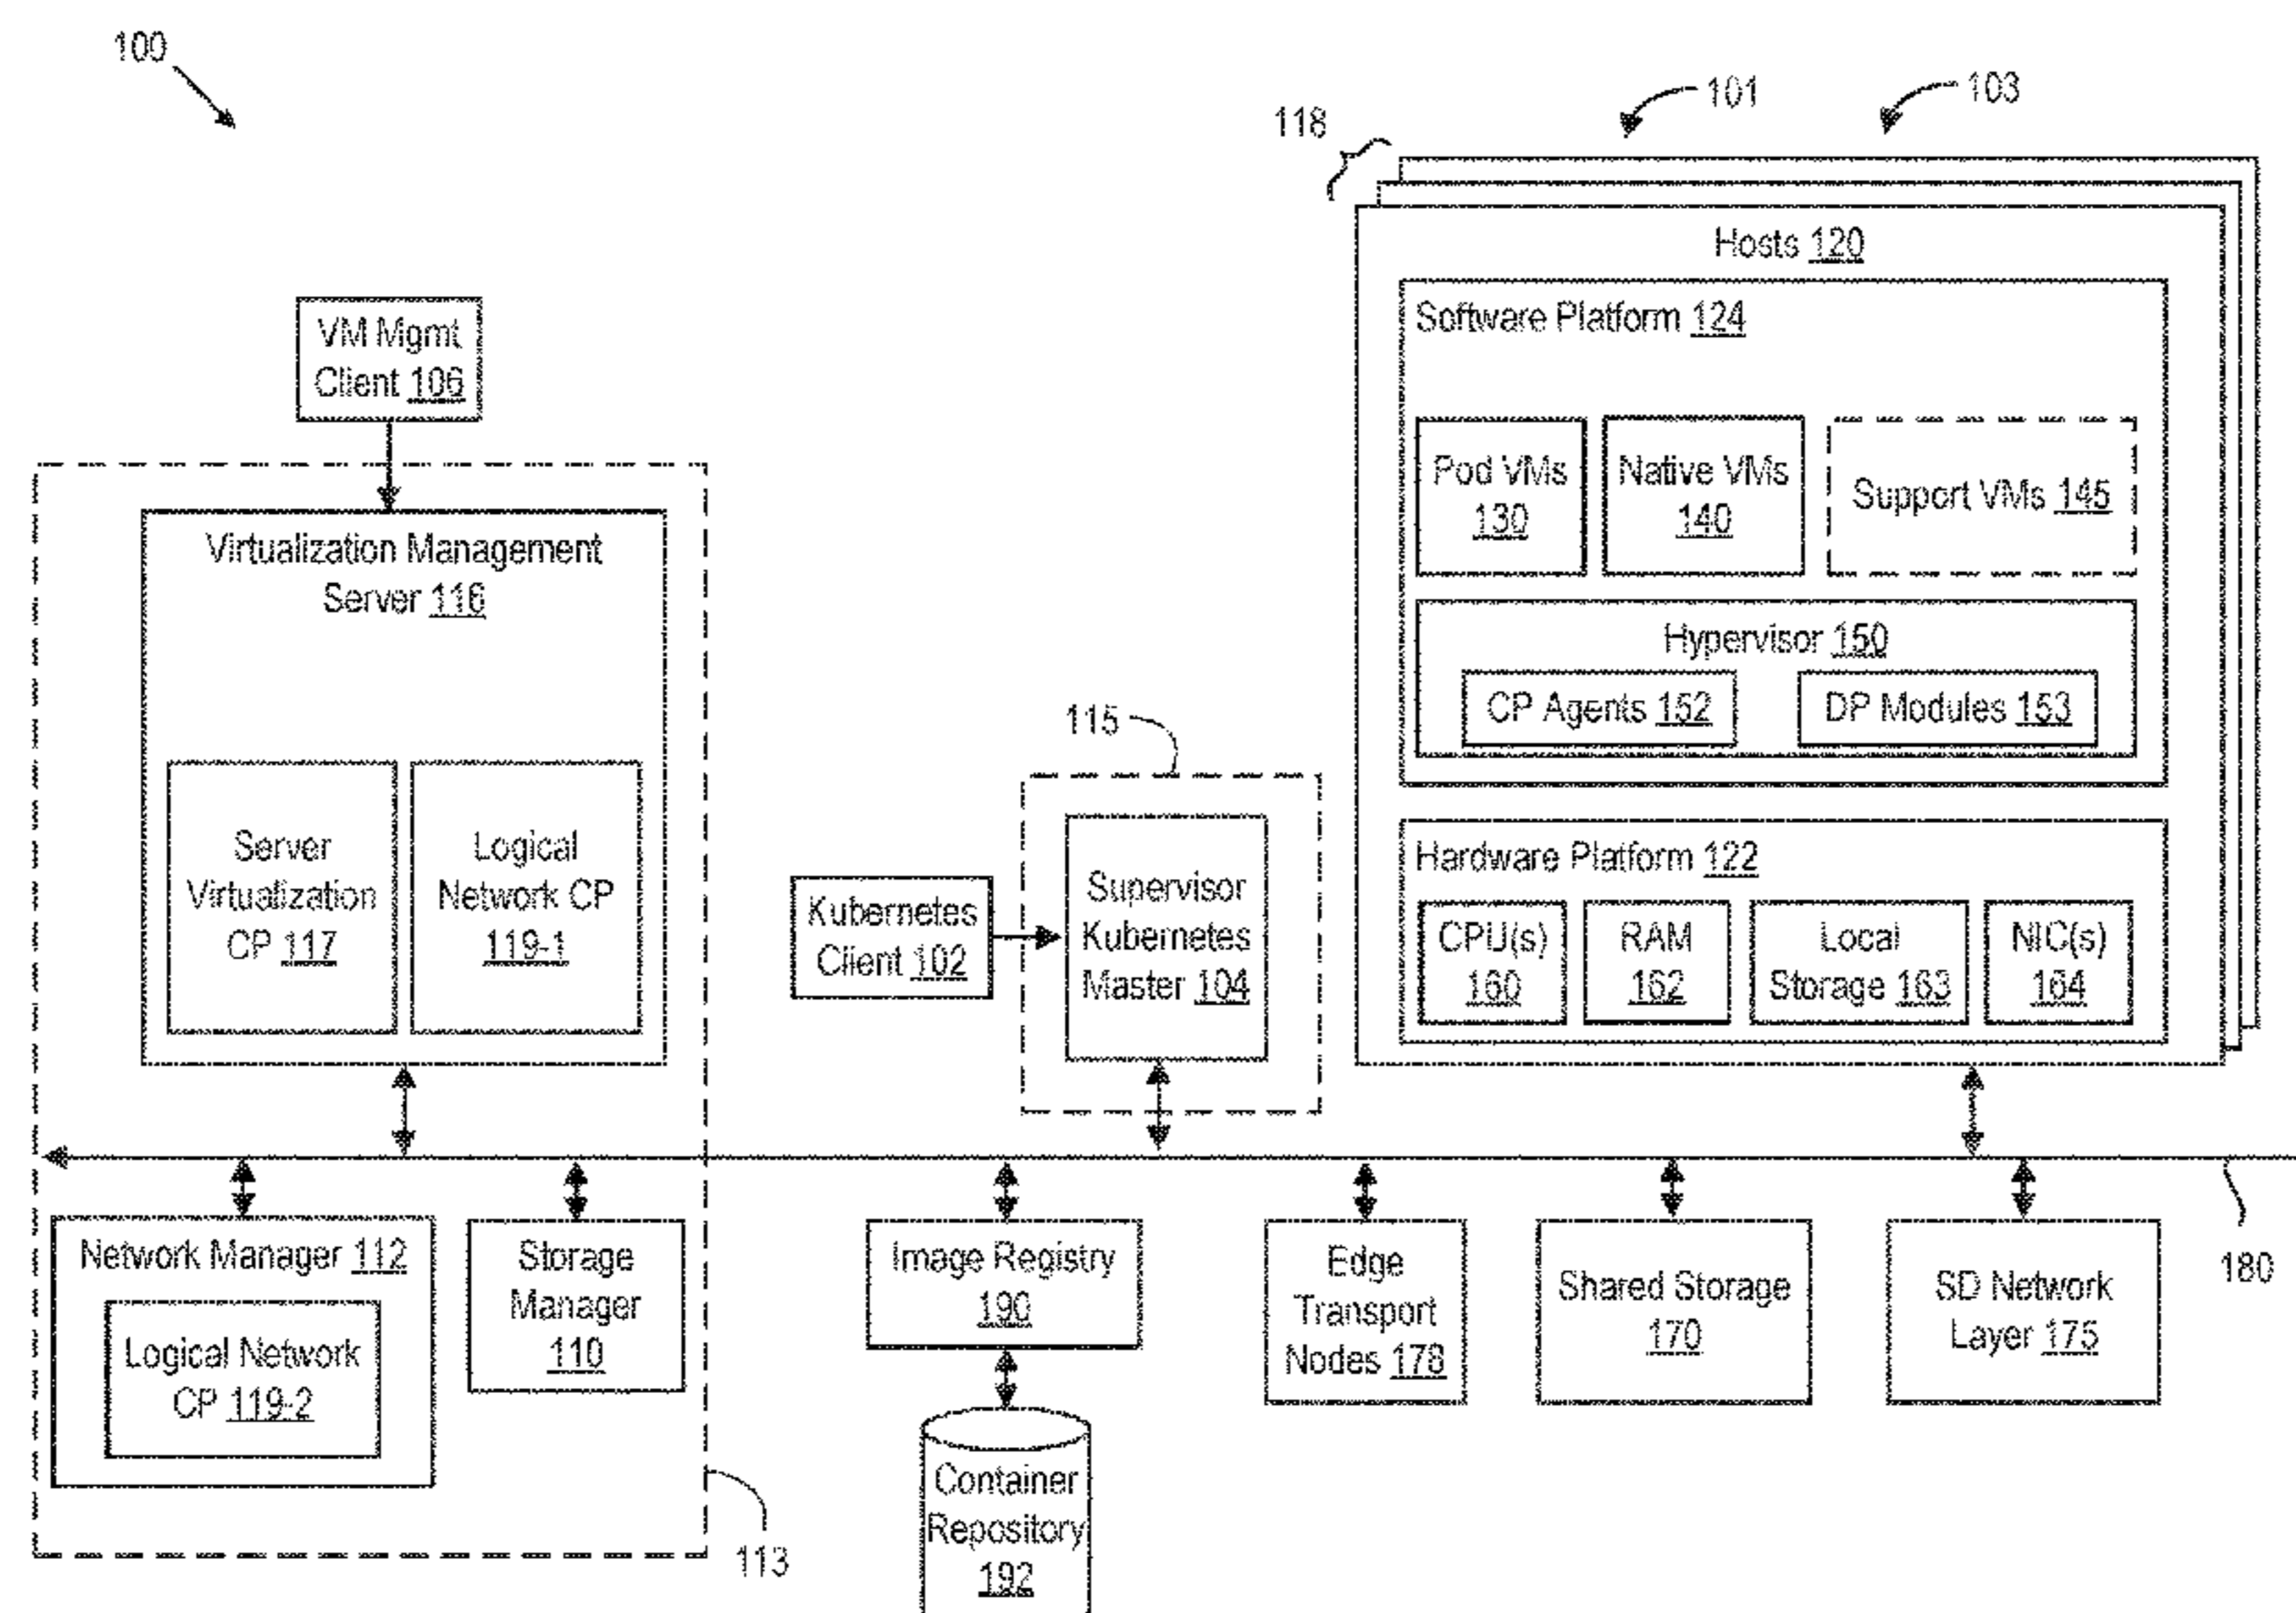 100
101
103
118
Hosts 120
Software Platform 124
VM Mgmt
Client 106
Pod VMs
130
Native VMs
140
Support VMs 145
Virtualization Management
Server 116
Hypervisor 150
CP Agents 152
DP Modules 153
115
Server
Virtualization
CP 117
Logical
Network CP
119-1
Kubernetes
Client 102
Supervisor
Kubernetes
Master 104
Hardware Platform 122
CPU(s)
160
RAM
162
Local
Storage 163
NIC(s)
164
Network Manager 112
Logical Network
CP 119-2
Storage
Manager
110
Image Registry
190
Edge
Transport
Nodes 178
Shared Storage
170
SD Network
Layer 175
180
Container
Repository
192
113